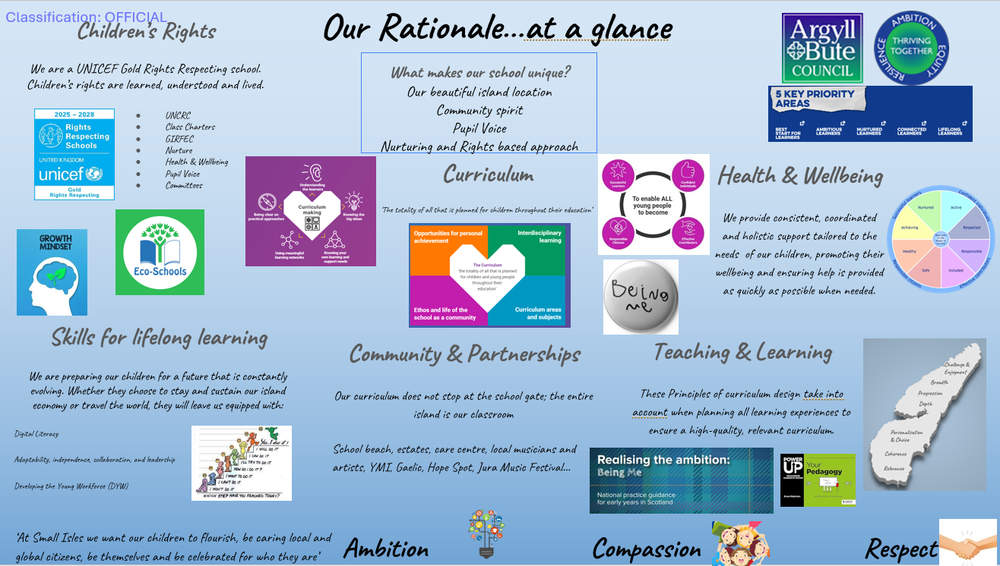 Classification: OFFICIAL
Our Rationale...at a glance
Children's Rights
We are a UNICEF Gold Rights Respecting school.
Children's rights are learned, understood and lived.
2025 – 2028
Rights
Respecting
Schools
UNITED KINGDOM
unicef
Gold
Rights Respecting
UNCRC
Class Charters
GIRFEC
Nurture
Health & Wellbeing
Pupil Voice
Committees
GROWTH
MINDSET
Eco-Schools
What makes our school unique?
Our beautiful island location
Community spirit
Pupil Voice
Nurturing and Rights based approach
Argyll
Bute
COUNCIL
AMBITION
EQUITY
RESILIENCE
THRIVING
TOGETHER
5 KEY PRIORITY
AREAS
BEST
START FOR
LEARNERS
AMBITIOUS
LEARNERS
NURTURED
LEARNERS
CONNECTED
LEARNERS
LIFELONG
LEARNERS
Understanding
the learners
Being clear on
practical approaches
Curriculum
making
Knowing the
big ideas
Using meaningful
learning networks
Knowing your
own learning and
support needs
Curriculum
'The totality of all that is planned for children throughout their education'
Opportunities for personal
achievement
Interdisciplinary
learning
The Curriculum
'the totality of all that is planned
for children and young people
throughout their
education'
Ethos and life of the
school as a community
Curriculum areas
and subjects
Successful
Learners
Confident
Individuals
To enable ALL
young people
to become
Responsible
Citizens
Effective
Contributors
Being
me
Health & Wellbeing
We provide consistent, coordinated
and holistic support tailored to the
needs of our children, promoting their
wellbeing and ensuring help is provided
as quickly as possible when needed.
Successful learners
Confident individuals
Nurtured
Active
Achieving
Respected
Healthy
Responsible
Safe
Included
Responsible citizens
Effective contributors
Skills for lifelong learning
We are preparing our children for a future that is constantly
evolving. Whether they choose to stay and sustain our island
economy or travel the world, they will leave us equipped with:
Digital Literacy
Adaptability, independence, collaboration, and leadership
Developing the Young Workforce (DYW)
Yes, I did it!
I WILL DO IT
I CAN DO IT
I'LL TRY TO DO IT
HOW DO I DO IT?
I WANT TO DO IT
I CAN'T DO IT
I WON'T DO IT
WHICH STEP HAVE YOU REACHED TODAY?
Community & Partnerships
Our curriculum does not stop at the school gate; the entire
island is our classroom
School beach, estates, care centre, local musicians and
artists, YMI, Gaelic, Hope Spot, Jura Music Festival...
Teaching & Learning
These Principles of curriculum design take into
account when planning all learning experiences to
ensure a high-quality, relevant curriculum.
Realising the ambition:
Being Me
National practice guidance
for early years in Scotland
POWER
UP
Your
Pedagogy
Bruce Robertson
Challenge &
Enjoyment
Breadth
Progression
Depth
Personalisation
& Choice
Coherence
Relevance
'At Small Isles we want our children to flourish, be caring local and
global citizens, be themselves and be celebrated for who they are'
Ambition
Compassion
Respect